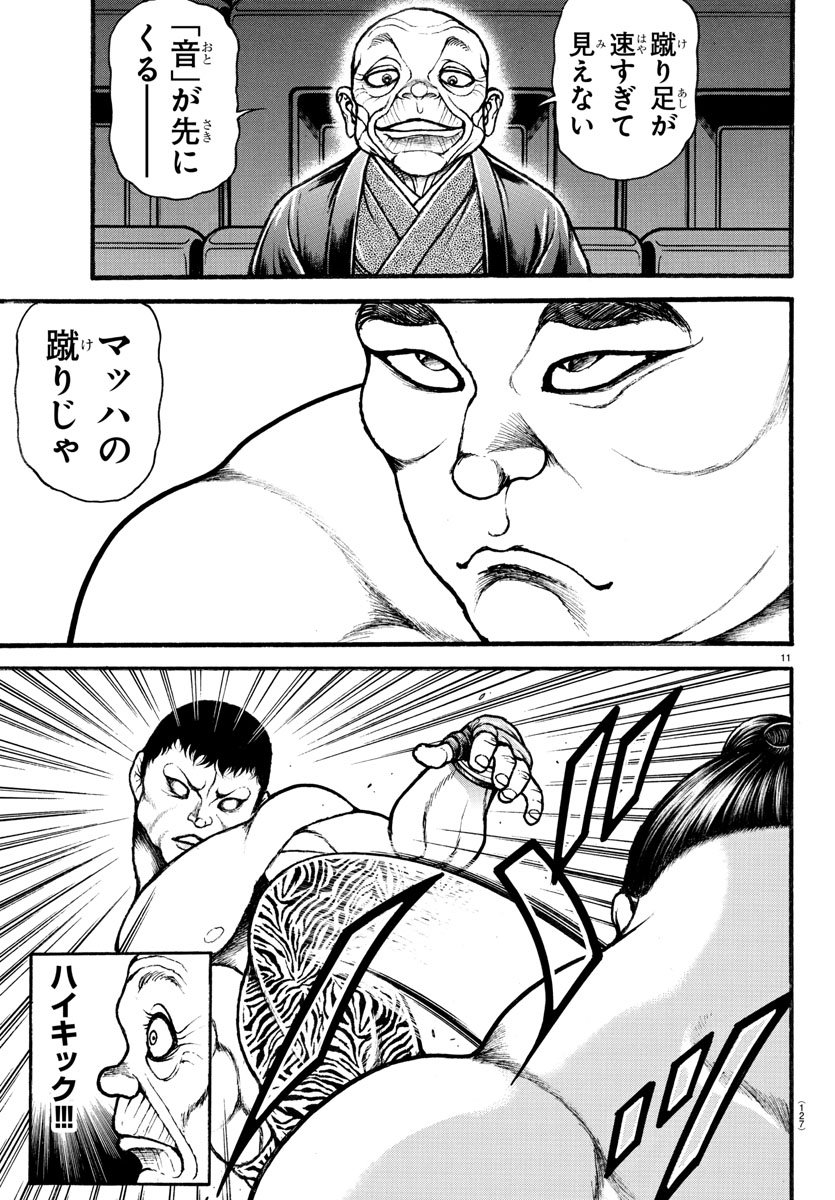 蹴り足が
速すぎて
見えない
「音」が先に
くる――
マッハの
蹴りじゃ
11
ハイキック!!!
(127)